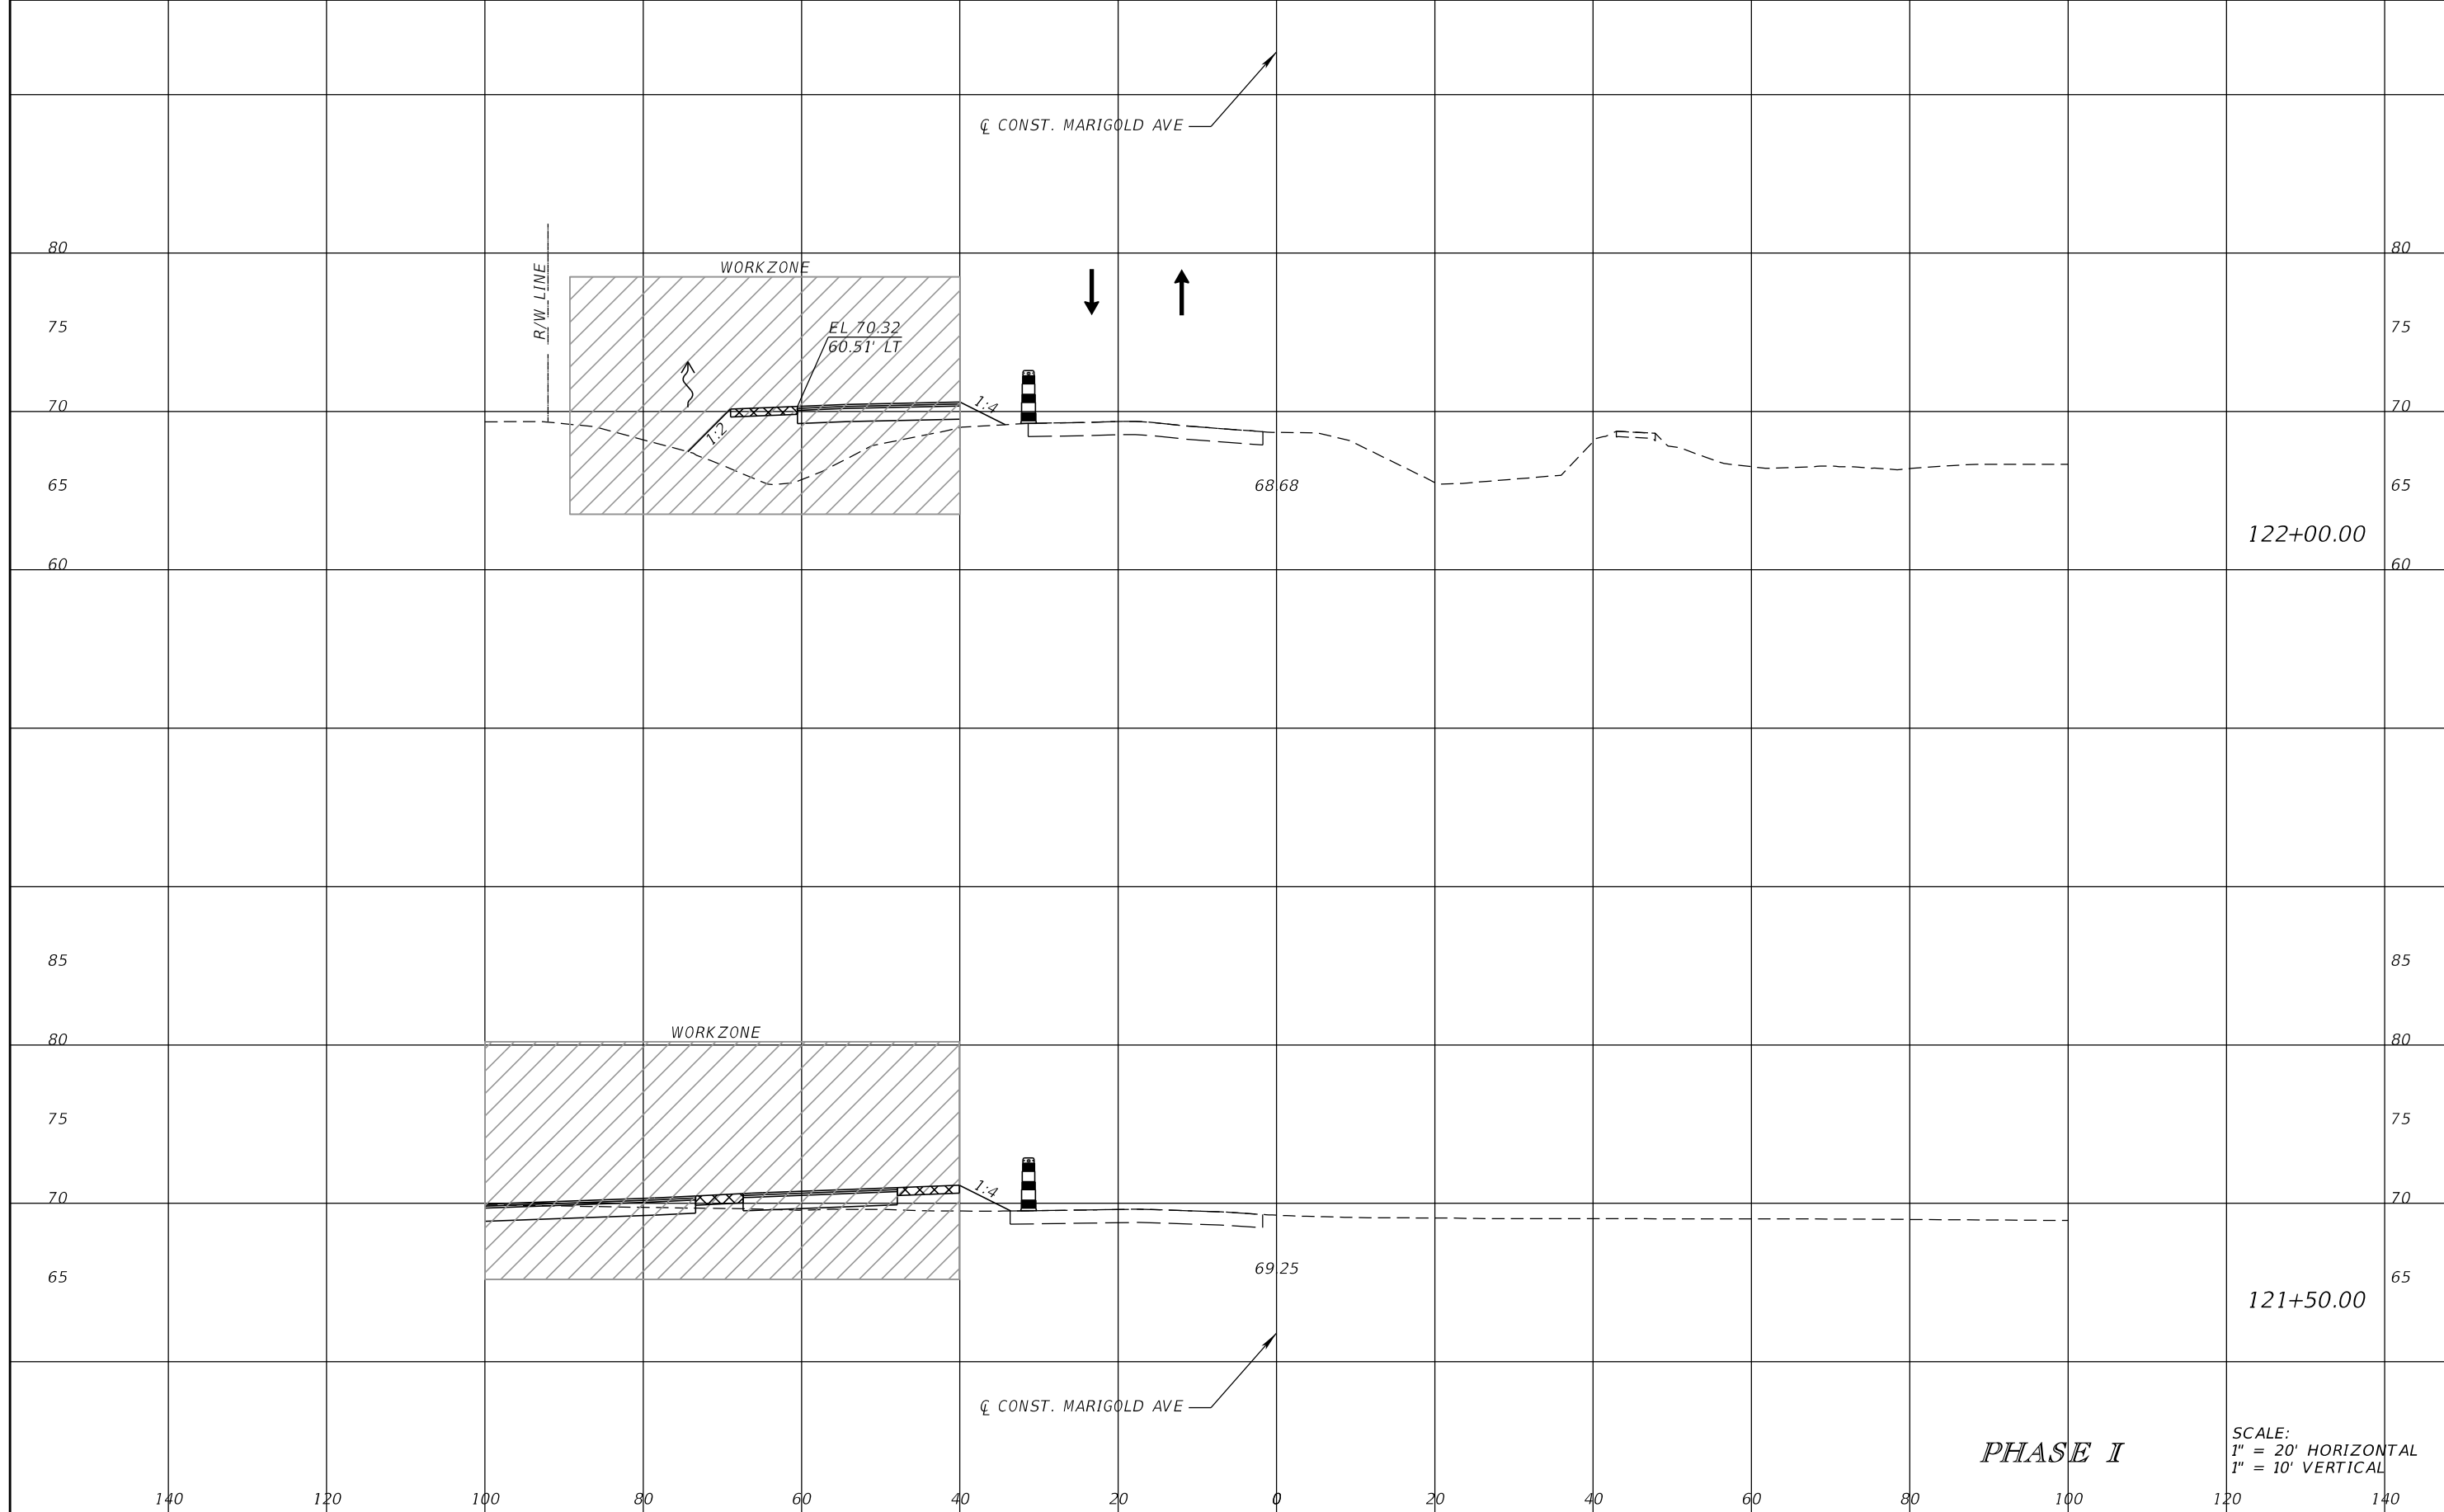 ℄ CONST. MARIGOLD AVE
80 80
R/W LINE
WORKZONE
75 75
EL 70.32
60.51' LT
70 70
1:4
1:2
65 65
68.68
122+00.00
60 60
85 85
80 80
WORKZONE
75 75
70 70
1:4
65 65
69.25
121+50.00
℄ CONST. MARIGOLD AVE
PHASE I
SCALE:
1" = 20' HORIZONTAL
1" = 10' VERTICAL
140 120 100 80 60 40 20 0 20 40 60 80 100 120 140